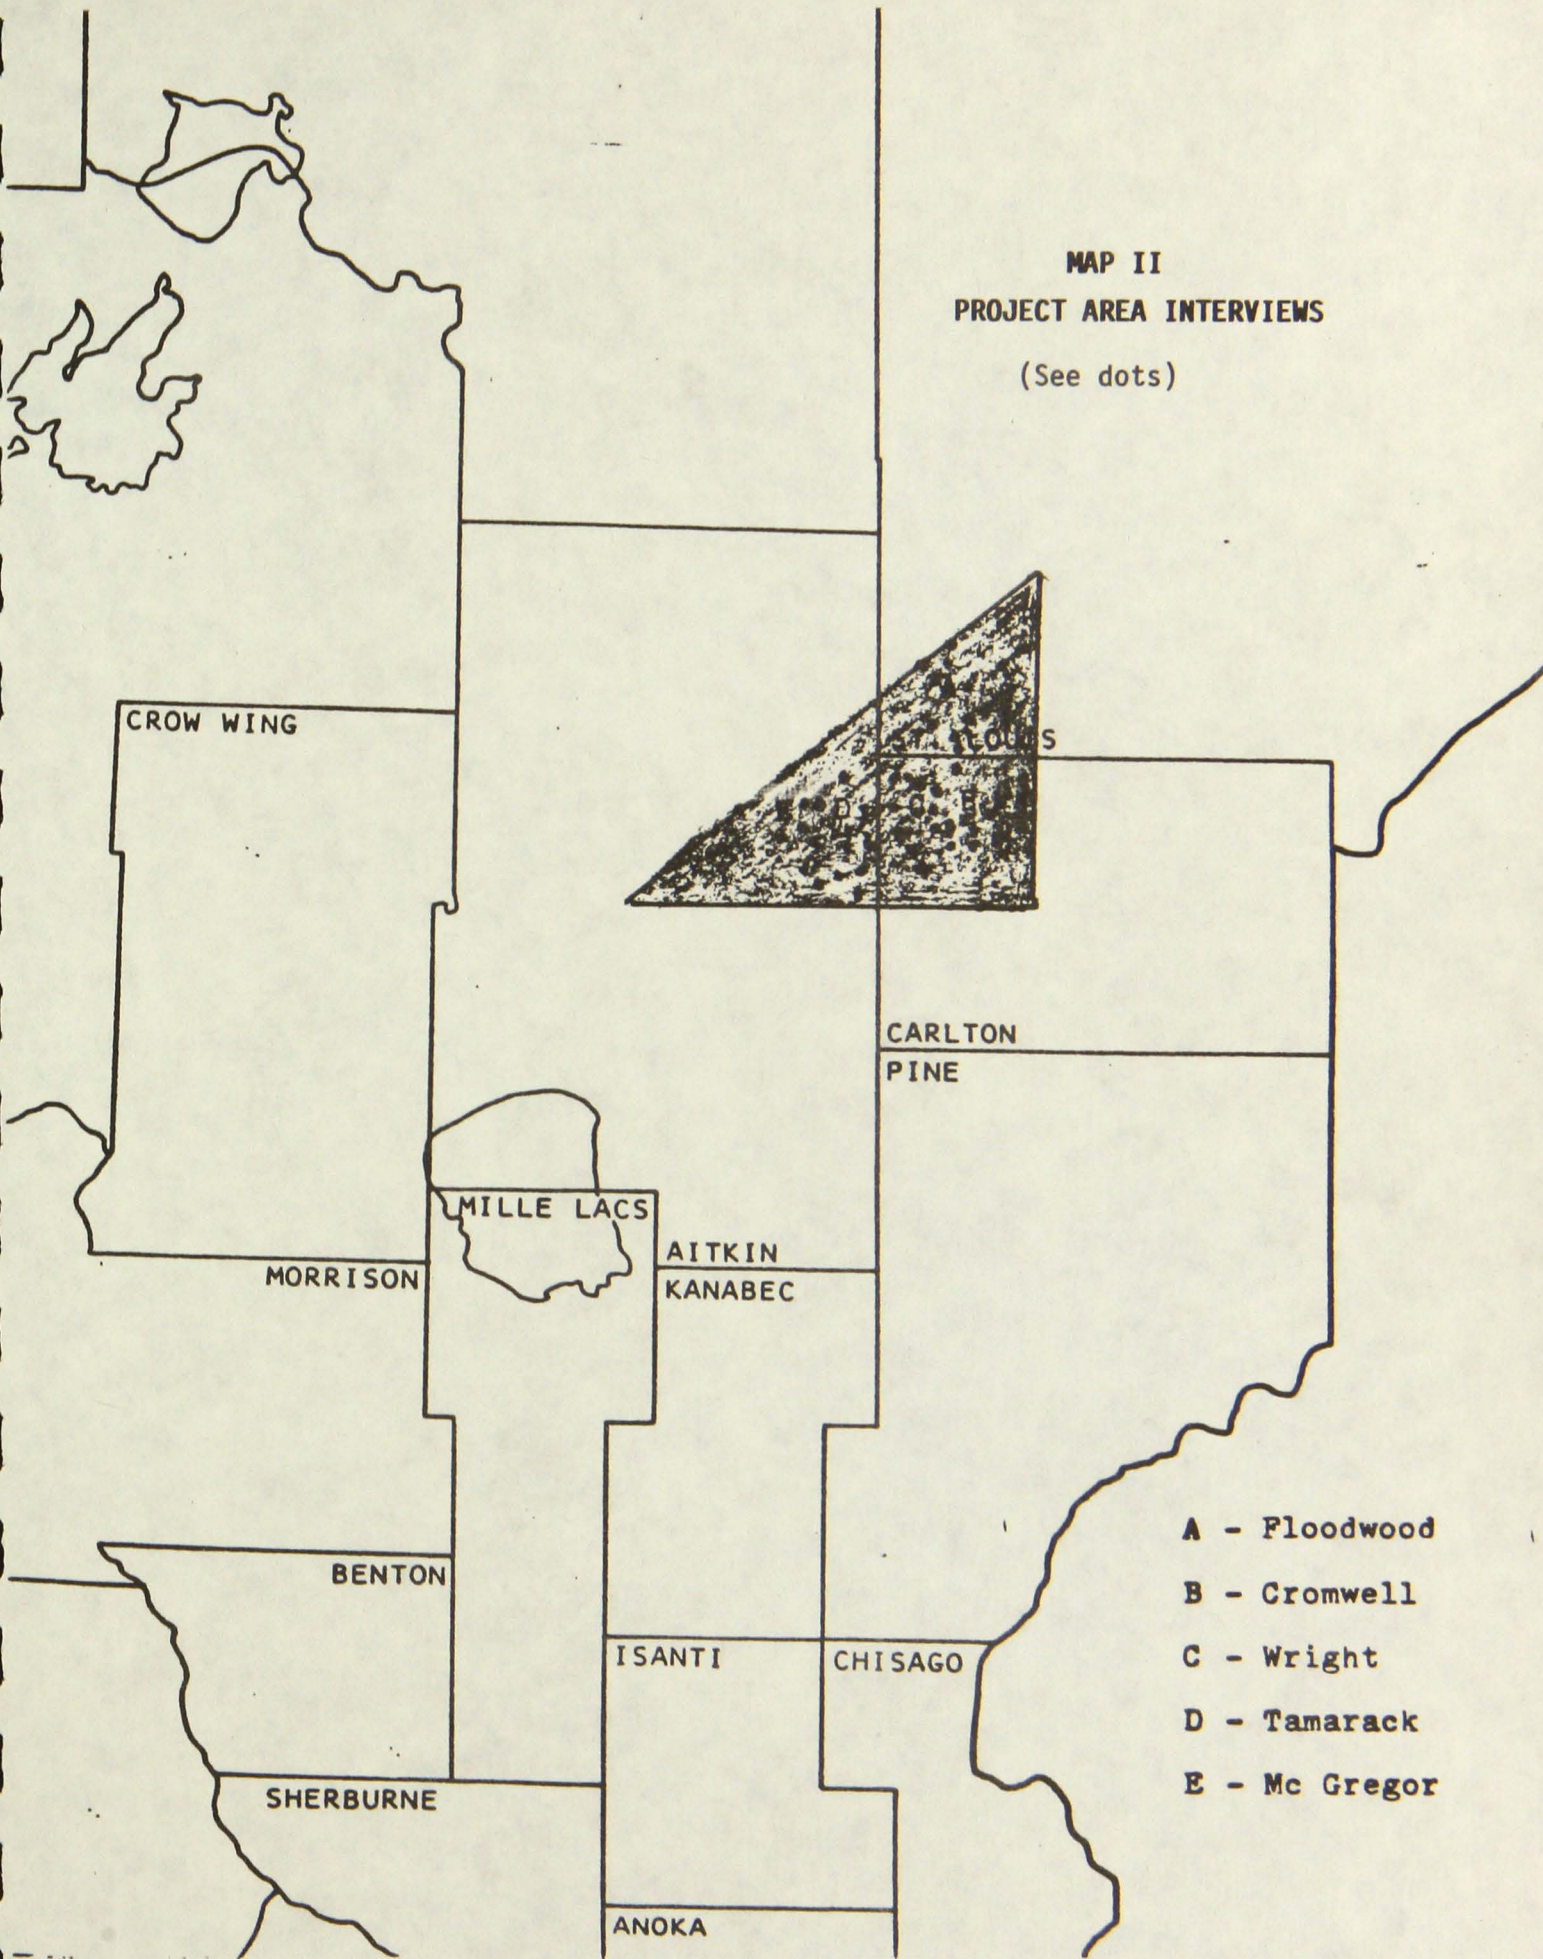 MAP II
PROJECT AREA INTERVIEWS
(See dots)
CROW WING
ST. LOUIS
D
C
B
CARLTON
PINE
MILLE LACS
AITKIN
MORRISON
KANABEC
BENTON
ISANTI
CHISAGO
SHERBURNE
ANOKA
A - Floodwood
B - Cromwell
C - Wright
D - Tamarack
E - Mc Gregor